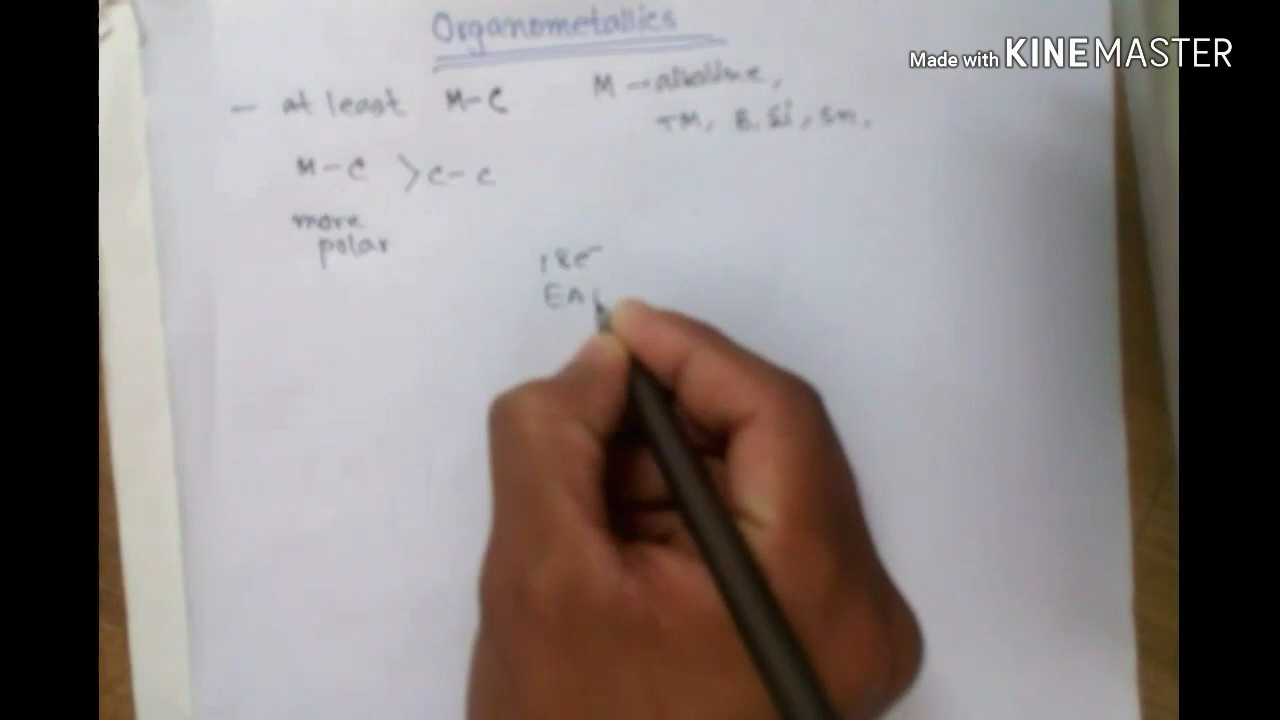 Organometallics
Made with KINEMASTER
- at least M-C M - alkaline,
TM, B. Si, Sn.
M-C > C-C
more
polar
18e⁻
EA